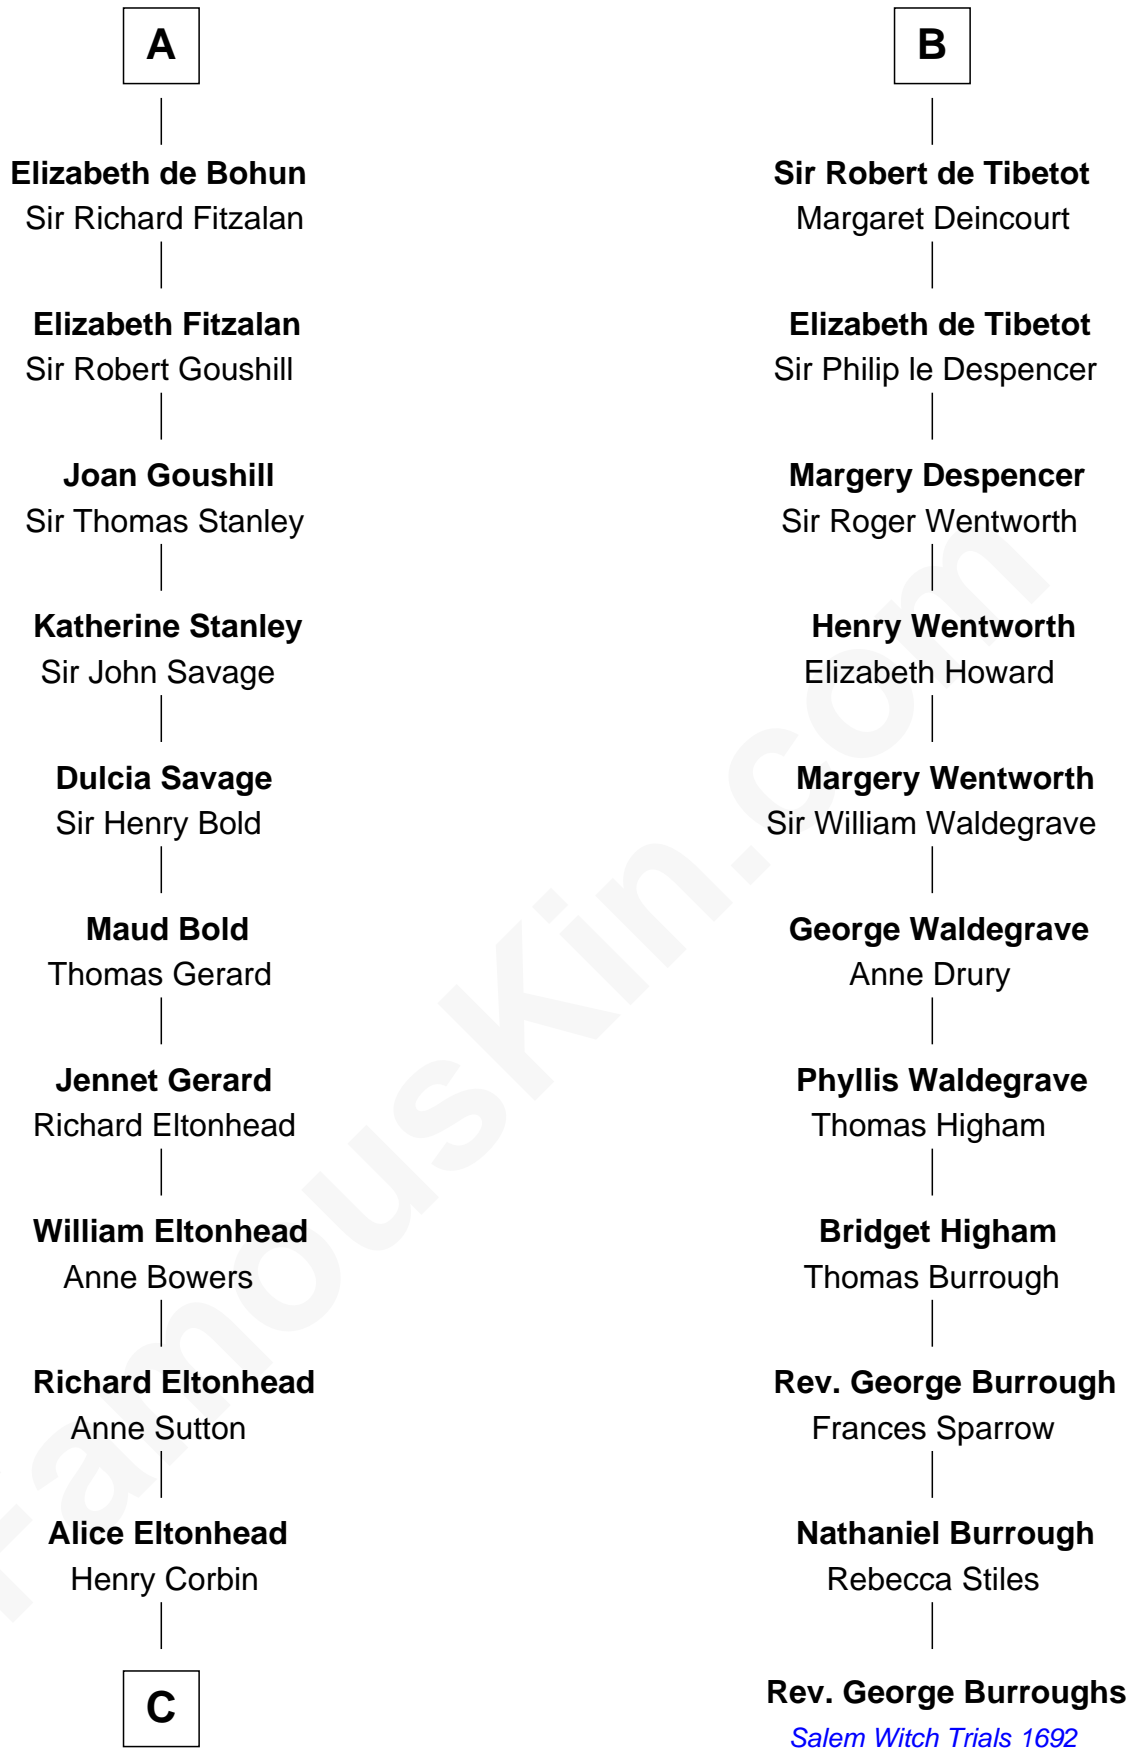 A
Elizabeth de Bohun
Sir Richard Fitzalan
Elizabeth Fitzalan
Sir Robert Goushill
Joan Goushill
Sir Thomas Stanley
Katherine Stanley
Sir John Savage
Dulcia Savage
Sir Henry Bold
Maud Bold
Thomas Gerard
Jennet Gerard
Richard Eltonhead
William Eltonhead
Anne Bowers
Richard Eltonhead
Anne Sutton
Alice Eltonhead
Henry Corbin
C
B
Sir Robert de Tibetot
Margaret Deincourt
Elizabeth de Tibetot
Sir Philip le Despencer
Margery Despencer
Sir Roger Wentworth
Henry Wentworth
Elizabeth Howard
Margery Wentworth
Sir William Waldegrave
George Waldegrave
Anne Drury
Phyllis Waldegrave
Thomas Higham
Bridget Higham
Thomas Burrough
Rev. George Burrough
Frances Sparrow
Nathaniel Burrough
Rebecca Stiles
Rev. George Burroughs
Salem Witch Trials 1692
FamousKin.com